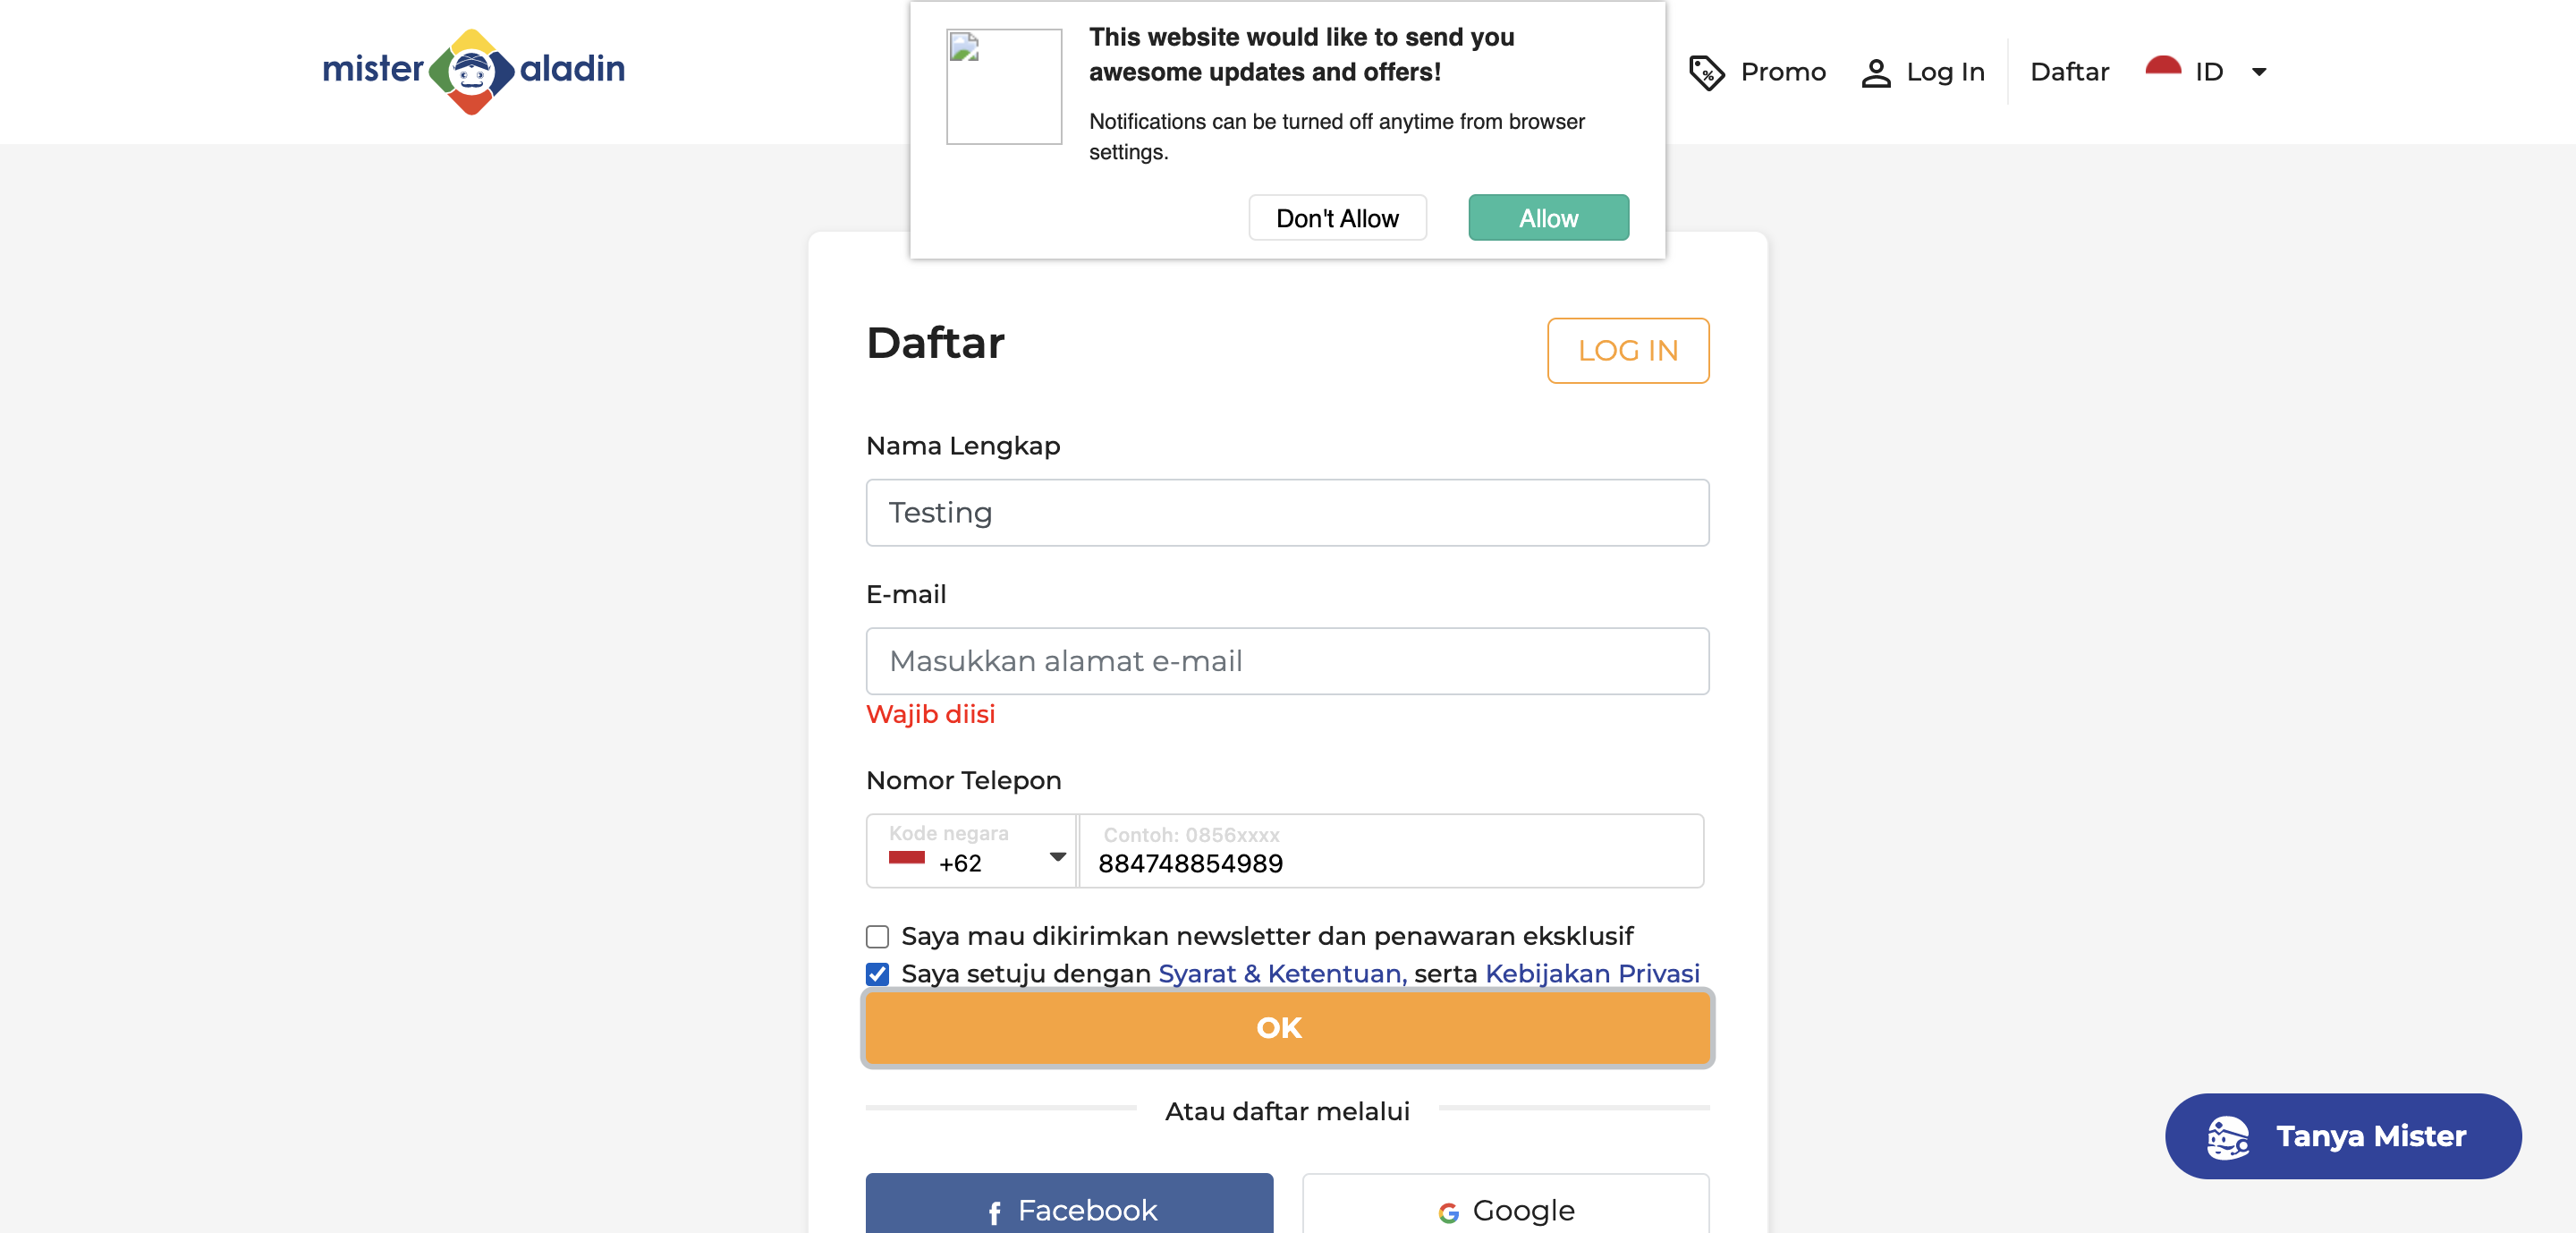 mister aladin
This website would like to send you
awesome updates and offers!
Notifications can be turned off anytime from browser
settings.
Don't Allow
Allow
Promo
Log In
Daftar
ID
Daftar
LOG IN
Nama Lengkap
Testing
E-mail
Masukkan alamat e-mail
Wajib diisi
Nomor Telepon
Kode negara
+62
Contoh: 0856xxxx
884748854989
Saya mau dikirimkan newsletter dan penawaran eksklusif
Saya setuju dengan Syarat & Ketentuan, serta Kebijakan Privasi
OK
Atau daftar melalui
Facebook
Google
Tanya Mister